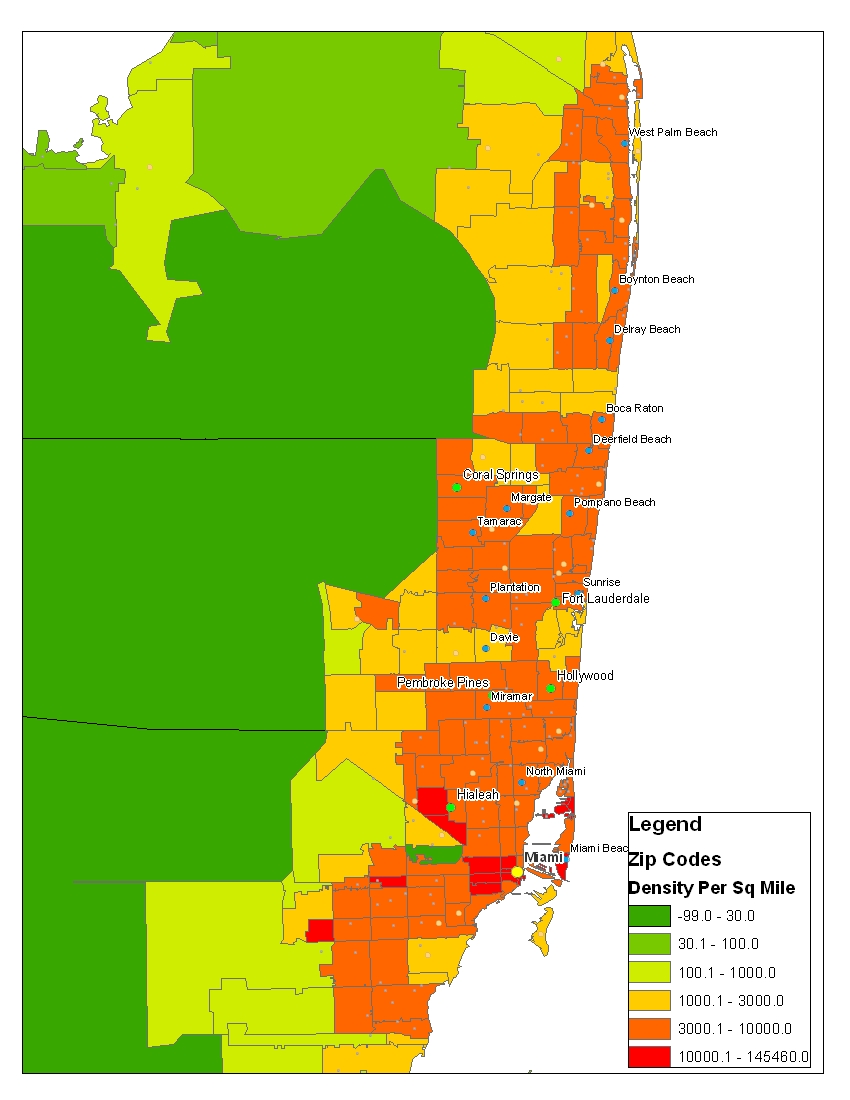 West Palm Beach
Boynton Beach
Delray Beach
Boca Raton
Deerfield Beach
Coral Springs
Margate
Pompano Beach
Tamarac
Plantation
Sunrise
Fort Lauderdale
Davie
Hollywood
Pembroke Pines
Miramar
North Miami
Hialeah
Miami Beac
Miami
Legend
Zip Codes
Density Per Sq Mile
-99.0 - 30.0
30.1 - 100.0
100.1 - 1000.0
1000.1 - 3000.0
3000.1 - 10000.0
10000.1 - 145460.0